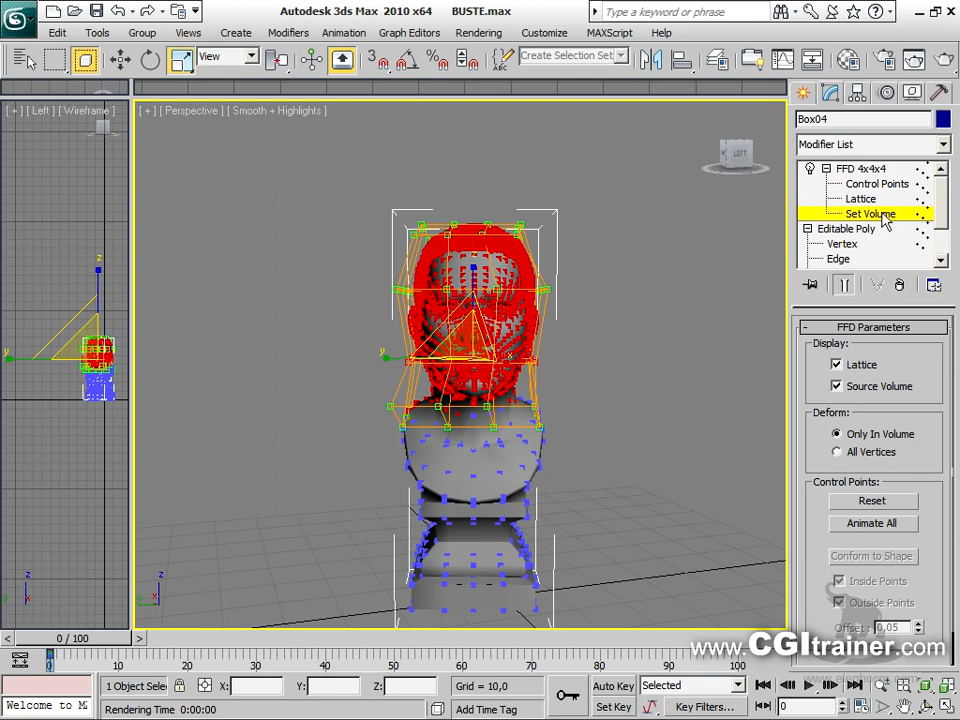 Autodesk 3ds Max 2010 x64 BUSTE.max
Type a keyword or phrase
Edit Tools Group Views Create Modifiers Animation Graph Editors Rendering Customize MAXScript Help
View
3
Create Selection Set
[ + ] [ Left ] [ Wireframe ]
[ + ] [ Perspective ] [ Smooth + Highlights ]
LEFT
Box04
Modifier List
FFD 4x4x4
Control Points
Lattice
Set Volume
Editable Poly
Vertex
Edge
FFD Parameters
Display:
Lattice
Source Volume
Deform:
Only In Volume
All Vertices
Control Points:
Reset
Animate All
Conform to Shape
Inside Points
Outside Points
Offset : 0,05
z
y
x
z
y
z
x
z
www.CGItrainer.com
< 0 / 100 >
0 10 20 30 40 50 60 70 80 90 100
1 Object Selec
X: Y: Z:
Grid = 10,0
Auto Key
Selected
Welcome to M
Rendering Time 0:00:00
Add Time Tag
Set Key
Key Filters...
0